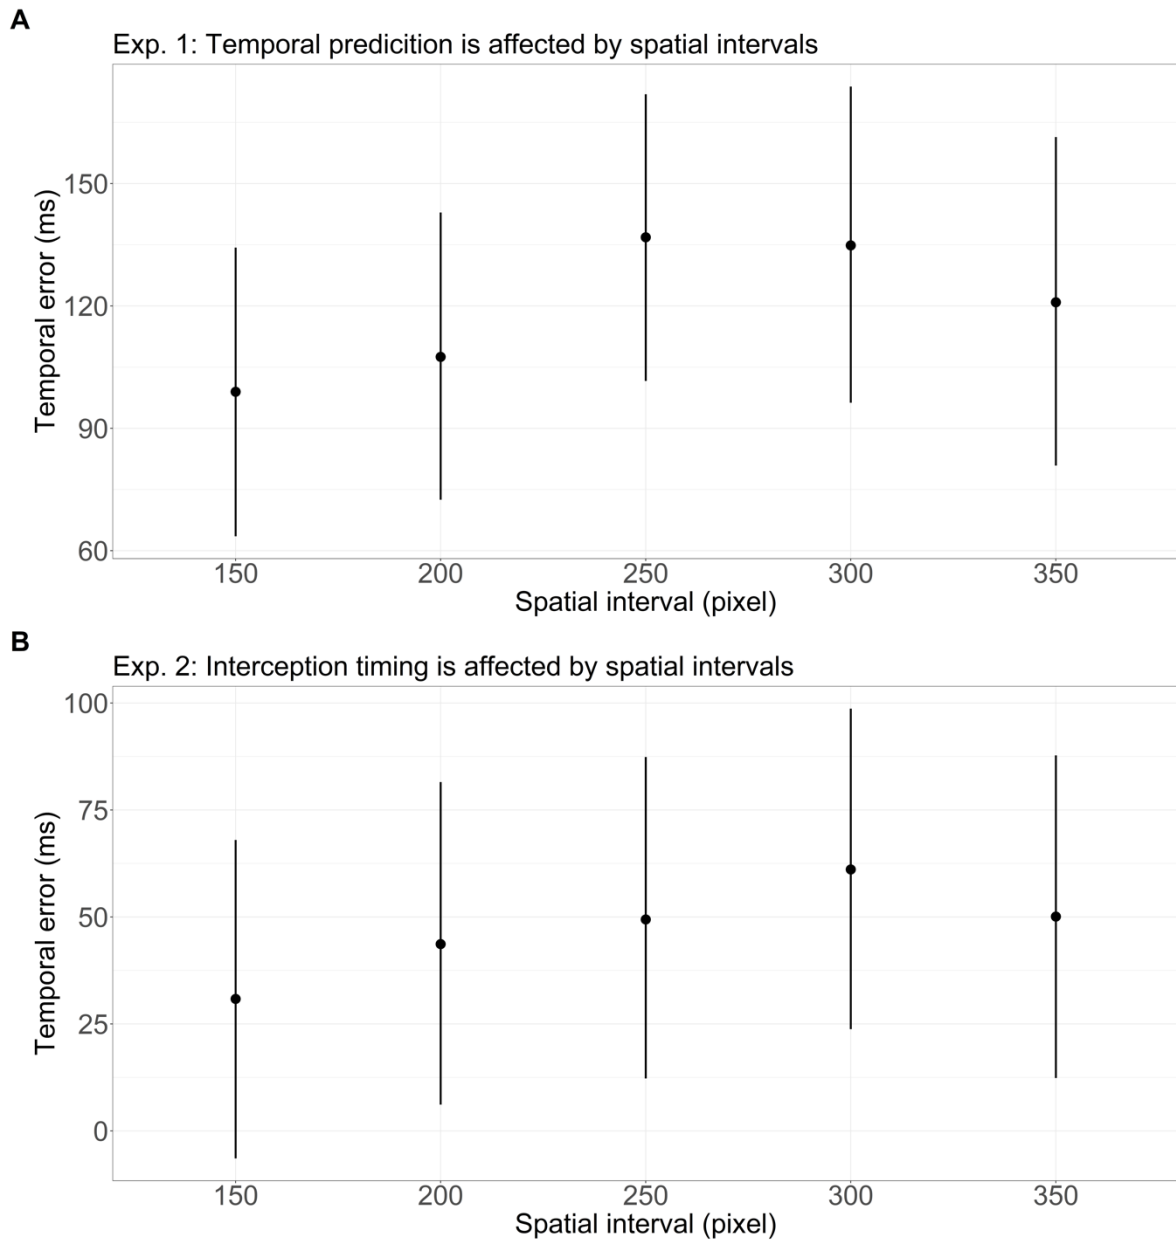 A
Exp. 1: Temporal predicition is affected by spatial intervals
Temporal error (ms)
150
120
90
60
150 200 250 300 350
Spatial interval (pixel)
B
Exp. 2: Interception timing is affected by spatial intervals
Temporal error (ms)
100
75
50
25
0
150 200 250 300 350
Spatial interval (pixel)